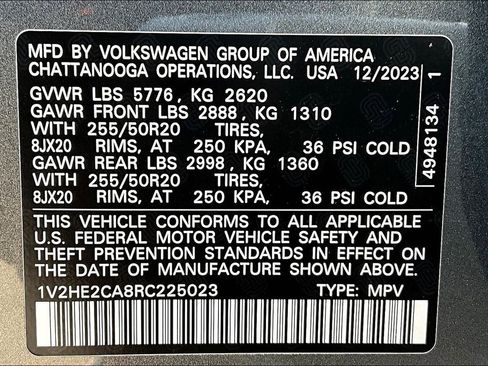 MFD BY VOLKSWAGEN GROUP OF AMERICA
CHATTANOOGA OPERATIONS, LLC. USA 12/2023
GVWR LBS 5776, KG 2620
GAWR FRONT LBS 2888, KG 1310
WITH 255/50R20 TIRES,
8JX20 RIMS, AT 250 KPA, 36 PSI COLD
GAWR REAR LBS 2998, KG 1360
WITH 255/50R20 TIRES,
8JX20 RIMS, AT 250 KPA, 36 PSI COLD
THIS VEHICLE CONFORMS TO ALL APPLICABLE
U.S. FEDERAL MOTOR VEHICLE SAFETY AND
THEFT PREVENTION STANDARDS IN EFFECT ON
THE DATE OF MANUFACTURE SHOWN ABOVE.
1V2HE2CA8RC225023 TYPE: MPV
4948134 1